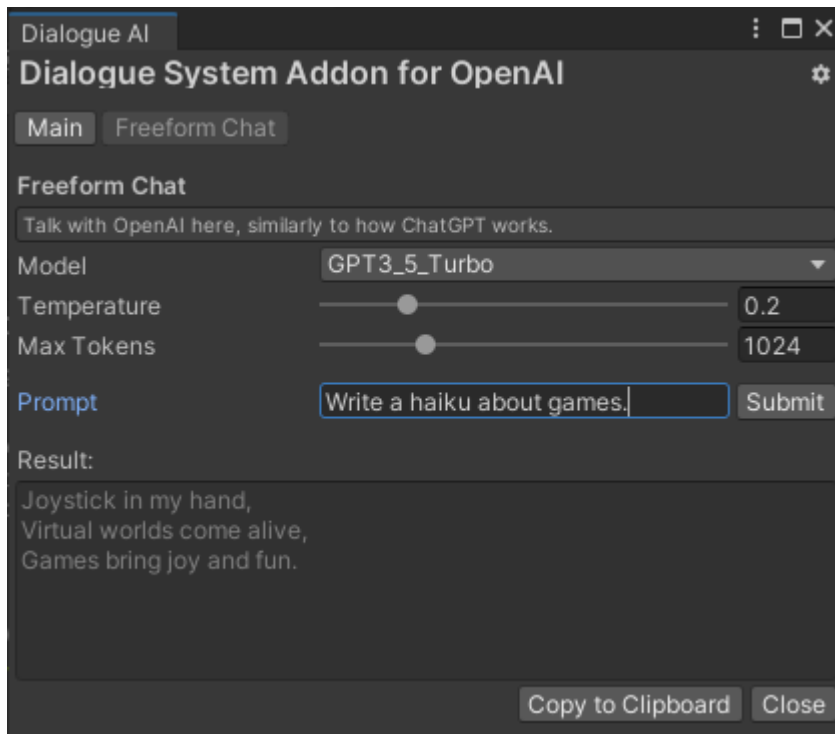 Dialogue AI
Dialogue System Addon for OpenAI
Main Freeform Chat
Freeform Chat
Talk with OpenAI here, similarly to how ChatGPT works.
Model GPT3_5_Turbo
Temperature 0.2
Max Tokens 1024
Prompt Write a haiku about games. Submit
Result:
Joystick in my hand,
Virtual worlds come alive,
Games bring joy and fun.
Copy to Clipboard Close